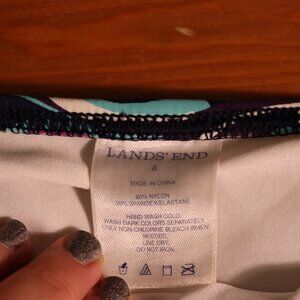 LANDS' END
8
MADE IN CHINA
80% NYLON
20% SPANDEX/ELASTANE
HAND WASH COLD
WASH DARK COLORS SEPARATELY
ONLY NON-CHLORINE BLEACH WHEN
NEEDED
LINE DRY
DO NOT IRON